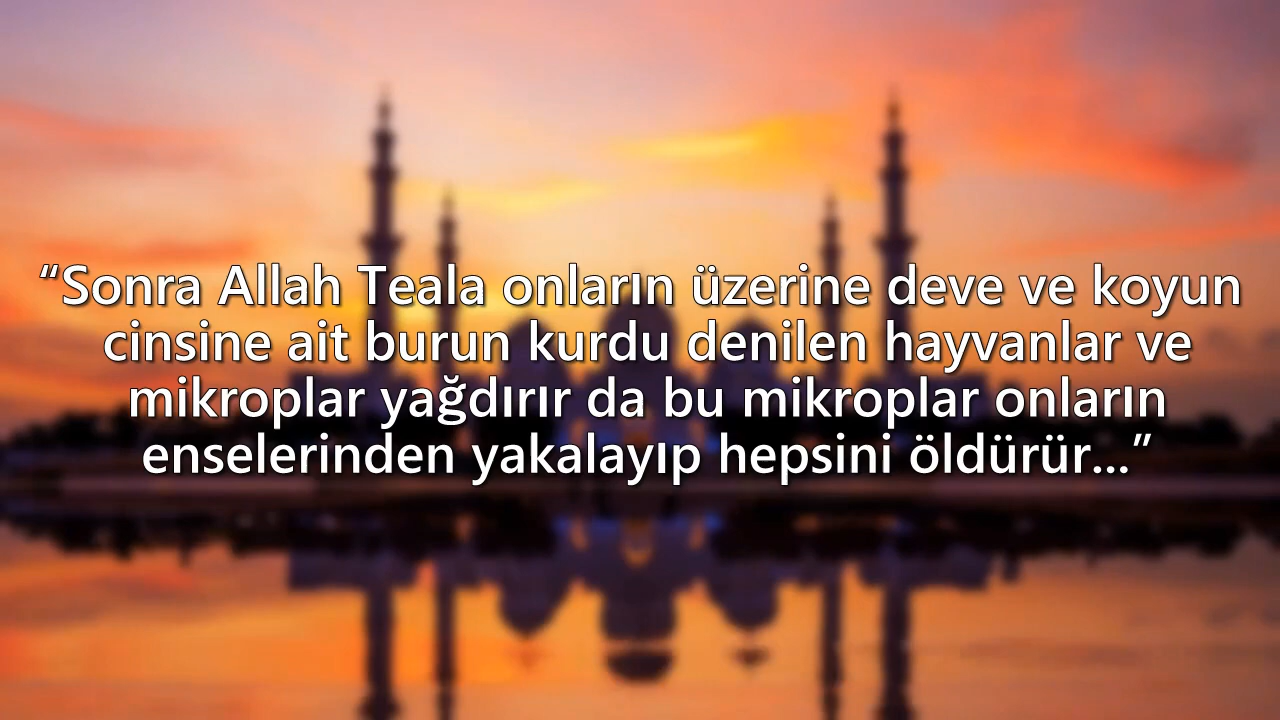 “Sonra Allah Teala onların üzerine deve ve koyun
cinsine ait burun kurdu denilen hayvanlar ve
mikroplar yağdırır da bu mikroplar onların
enselerinden yakalayıp hepsini öldürür...”